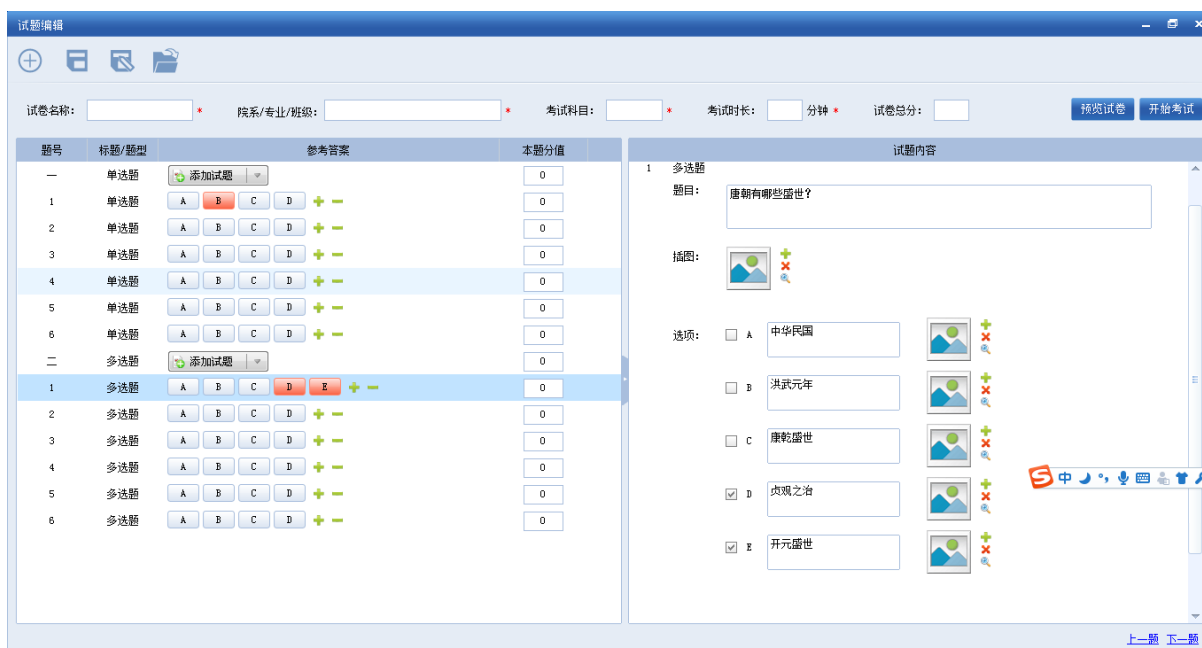 试题编辑
试卷名称: * 院系/专业/班级: * 考试科目: * 考试时长: 分钟 * 试卷总分: 预览试卷 开始考试
题号 标题/题型 参考答案 本题分值
一 单选题 添加试题 0
1 单选题 A B C D 0
2 单选题 A B C D 0
3 单选题 A B C D 0
4 单选题 A B C D 0
5 单选题 A B C D 0
6 单选题 A B C D 0
二 多选题 添加试题 0
1 多选题 A B C D E 0
2 多选题 A B C D 0
3 多选题 A B C D 0
4 多选题 A B C D 0
5 多选题 A B C D 0
6 多选题 A B C D 0
试题内容
1 多选题
题目: 唐朝有哪些盛世?
插图:
选项: A 中华民国
B 洪武元年
C 康乾盛世
D 贞观之治
E 开元盛世
S 中
上一题 下一题